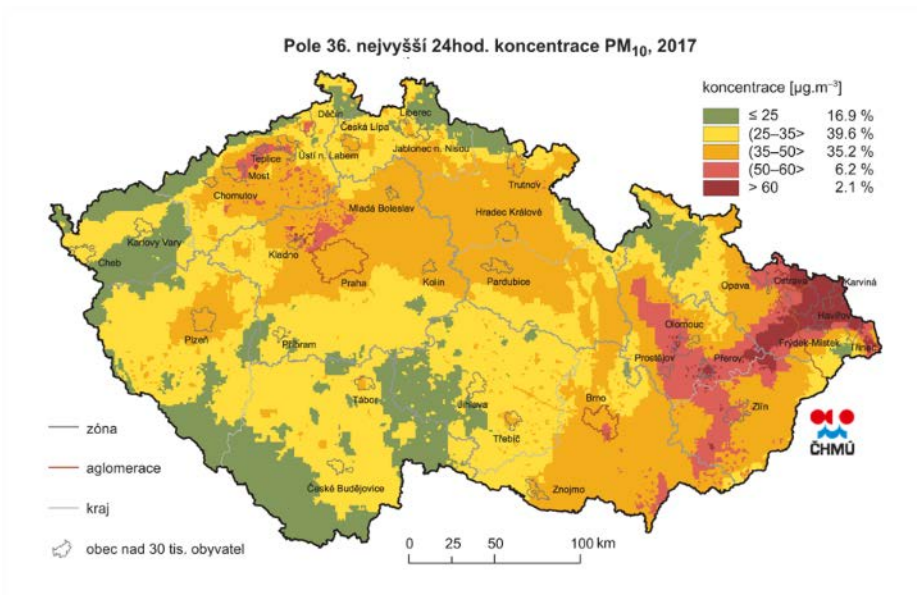 Pole 36. nejvyšší 24hod. koncentrace PM10, 2017
koncentrace [µg.m–3]
≤ 25 16.9 %
(25–35> 39.6 %
(35–50> 35.2 %
(50–60> 6.2 %
> 60 2.1 %
Děčín
Liberec
Česká Lípa
Jablonec n. Nisou
Ústí n. Labem
Teplice
Most
Chomutov
Trutnov
Mladá Boleslav
Hradec Králové
Karlovy Vary
Cheb
Kladno
Praha
Kolín
Pardubice
Opava
Ostrava
Karviná
Havířov
Olomouc
Frýdek-Místek
Třinec
Plzeň
Příbram
Prostějov
Přerov
Tábor
Jihlava
Brno
Zlín
Třebíč
České Budějovice
Znojmo
ČHMÚ
zóna
aglomerace
kraj
obec nad 30 tis. obyvatel
0 25 50 100 km